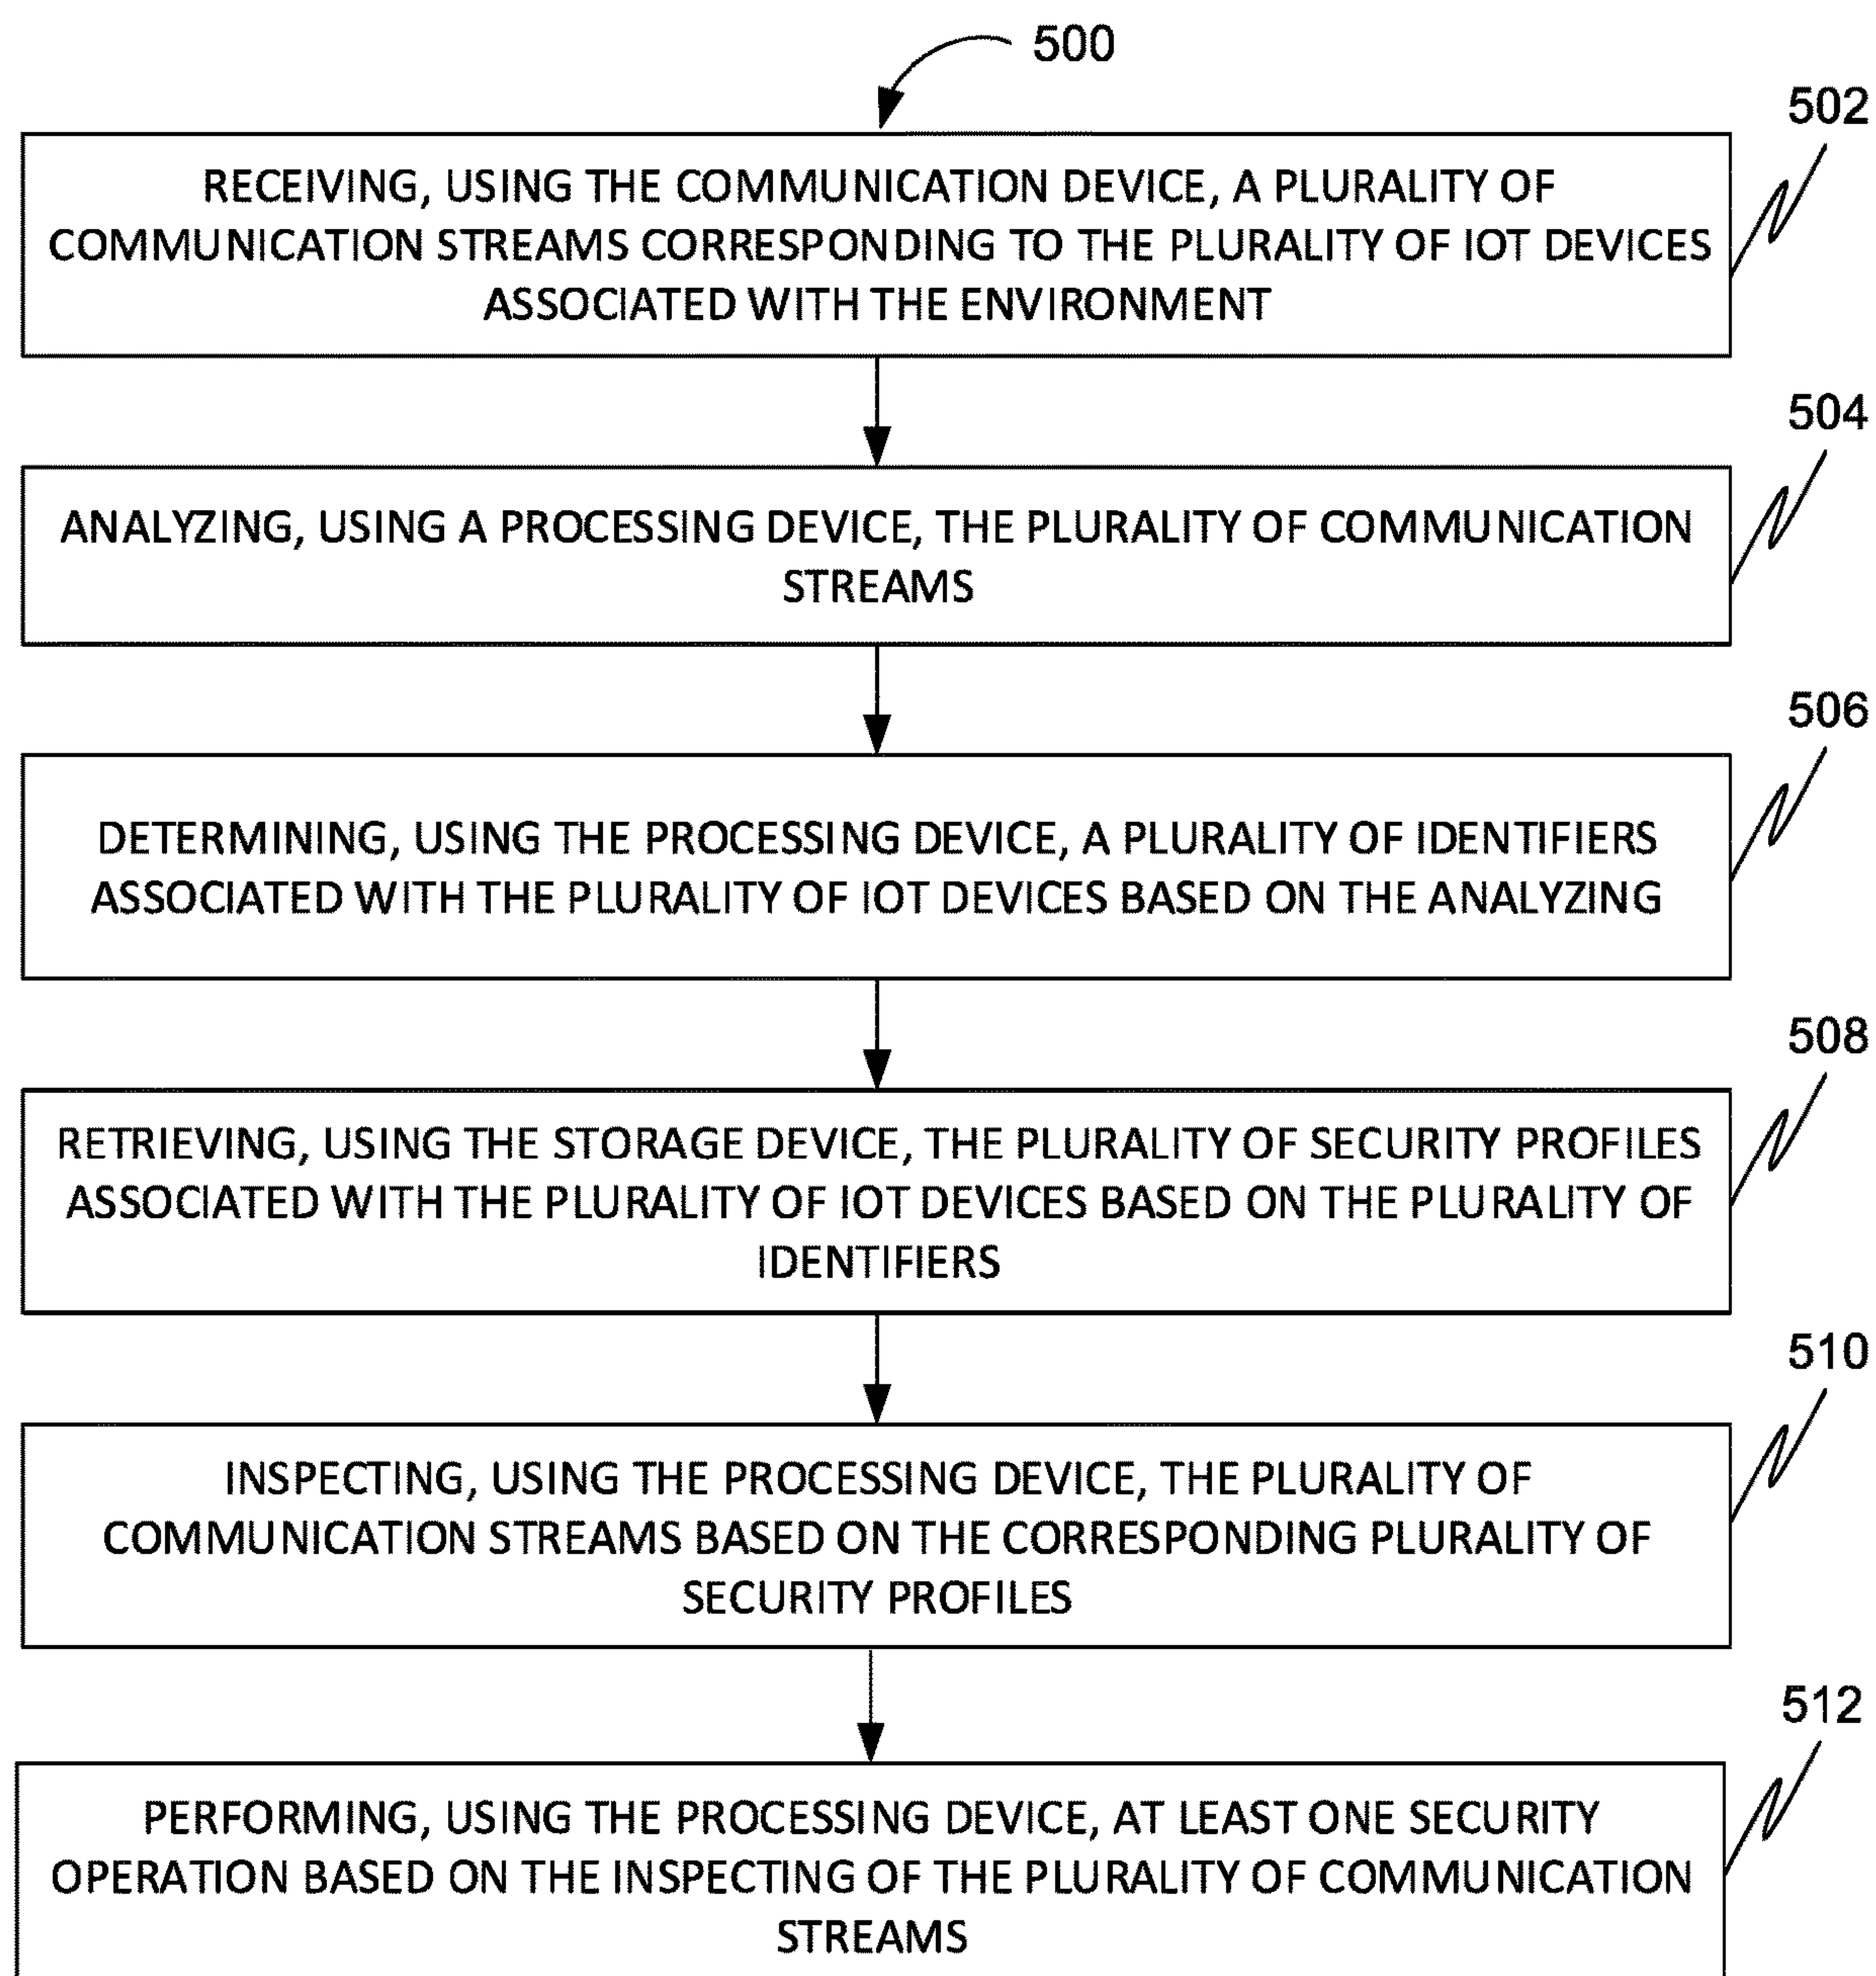 500
502
RECEIVING, USING THE COMMUNICATION DEVICE, A PLURALITY OF
COMMUNICATION STREAMS CORRESPONDING TO THE PLURALITY OF IOT DEVICES
ASSOCIATED WITH THE ENVIRONMENT
504
ANALYZING, USING A PROCESSING DEVICE, THE PLURALITY OF COMMUNICATION
STREAMS
506
DETERMINING, USING THE PROCESSING DEVICE, A PLURALITY OF IDENTIFIERS
ASSOCIATED WITH THE PLURALITY OF IOT DEVICES BASED ON THE ANALYZING
508
RETRIEVING, USING THE STORAGE DEVICE, THE PLURALITY OF SECURITY PROFILES
ASSOCIATED WITH THE PLURALITY OF IOT DEVICES BASED ON THE PLURALITY OF
IDENTIFIERS
510
INSPECTING, USING THE PROCESSING DEVICE, THE PLURALITY OF
COMMUNICATION STREAMS BASED ON THE CORRESPONDING PLURALITY OF
SECURITY PROFILES
512
PERFORMING, USING THE PROCESSING DEVICE, AT LEAST ONE SECURITY
OPERATION BASED ON THE INSPECTING OF THE PLURALITY OF COMMUNICATION
STREAMS